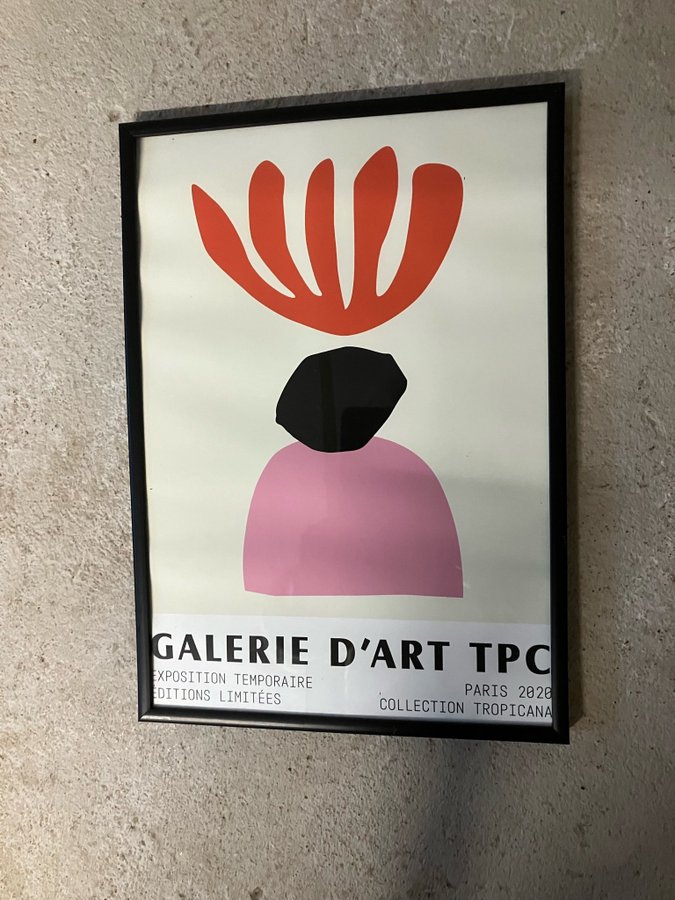 GALERIE D'ART TPC
EXPOSITION TEMPORAIRE
EDITIONS LIMITÉES
PARIS 2020
COLLECTION TROPICANA